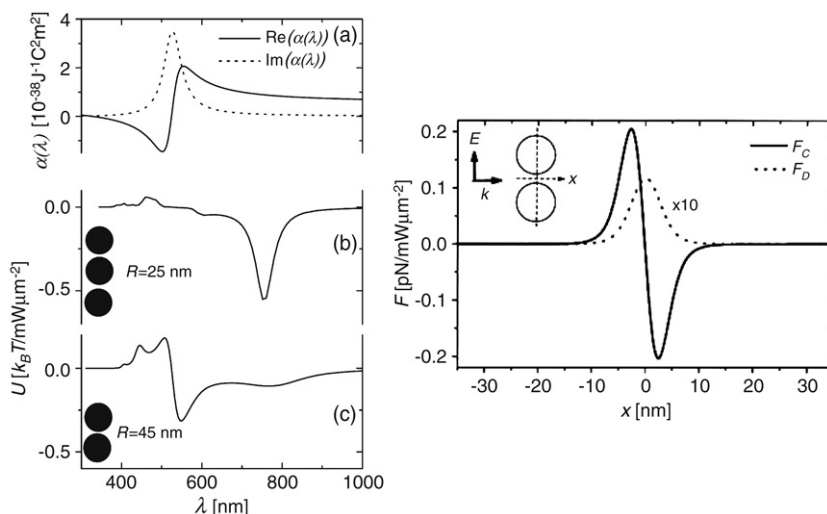 4
2
0
α(λ) [10⁻³⁸J⁻¹C²m²]
Re(α(λ)) (a)
Im(α(λ))
0.0
-0.5
R=25 nm
(b)
U [k_BT/mWμm⁻²]
0.0
-0.5
R=45 nm
(c)
400 600 800 1000
λ [nm]
0.2
0.1
0.0
-0.1
-0.2
F [pN/mWμm⁻²]
E
k
x
F_C
F_D
x10
-30 -20 -10 0 10 20 30
x [nm]